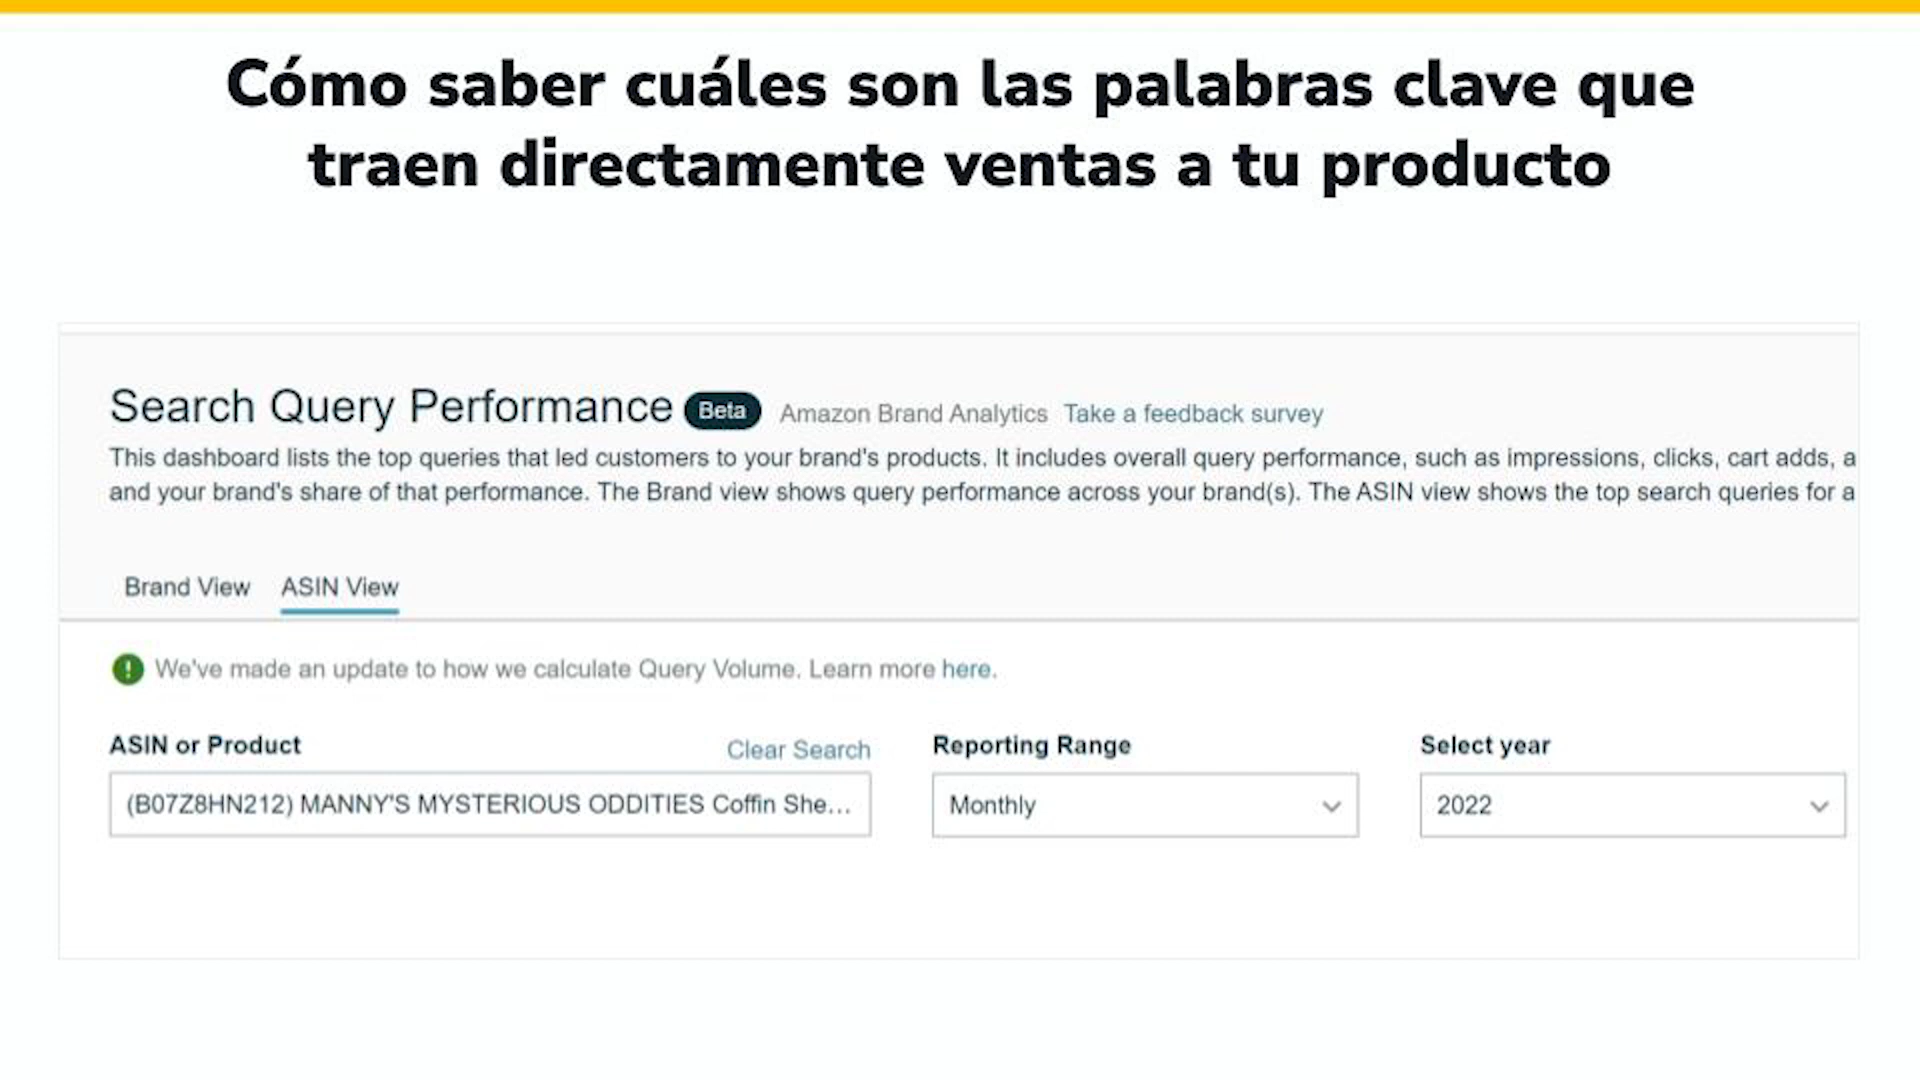 Cómo saber cuáles son las palabras clave que
traen directamente ventas a tu producto
Search Query Performance Beta Amazon Brand Analytics Take a feedback survey
This dashboard lists the top queries that led customers to your brand's products. It includes overall query performance, such as impressions, clicks, cart adds, a
and your brand's share of that performance. The Brand view shows query performance across your brand(s). The ASIN view shows the top search queries for a
Brand View ASIN View
We've made an update to how we calculate Query Volume. Learn more here.
ASIN or Product Clear Search Reporting Range Select year
(B07Z8HN212) MANNY'S MYSTERIOUS ODDITIES Coffin She... Monthly 2022